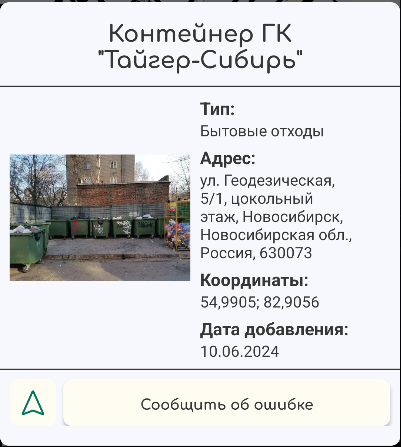 Контейнер ГК
"Тайгер-Сибирь"
Тип:
Бытовые отходы
Адрес:
ул. Геодезическая,
5/1, цокольный
этаж, Новосибирск,
Новосибирская обл.,
Россия, 630073
Координаты:
54,9905; 82,9056
Дата добавления:
10.06.2024
Сообщить об ошибке